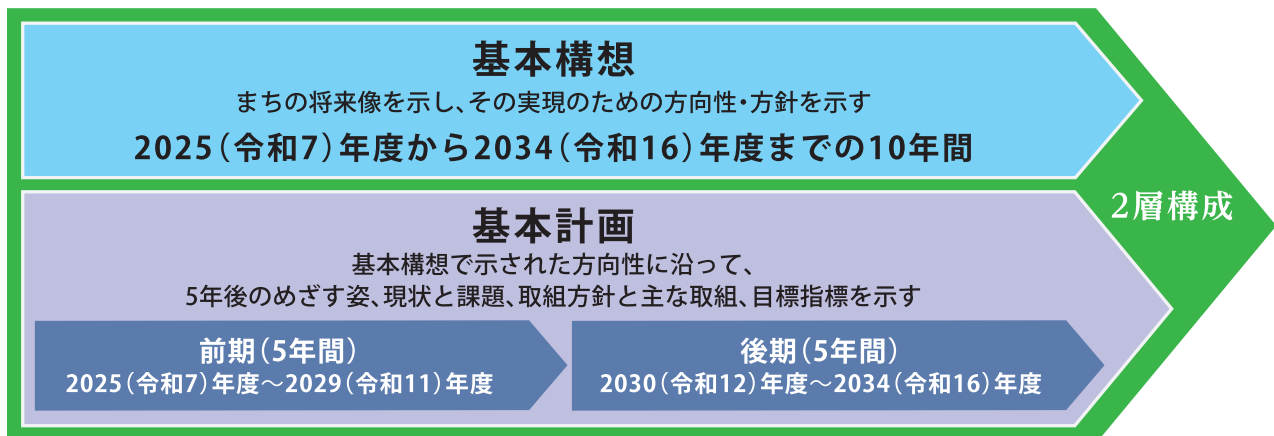 基本構想
まちの将来像を示し、その実現のための方向性・方針を示す
2025（令和7）年度から2034（令和16）年度までの10年間
2層構成
基本計画
基本構想で示された方向性に沿って、
5年後のめざす姿、現状と課題、取組方針と主な取組、目標指標を示す
前期（5年間）
2025（令和7）年度～2029（令和11）年度
後期（5年間）
2030（令和12）年度～2034（令和16）年度